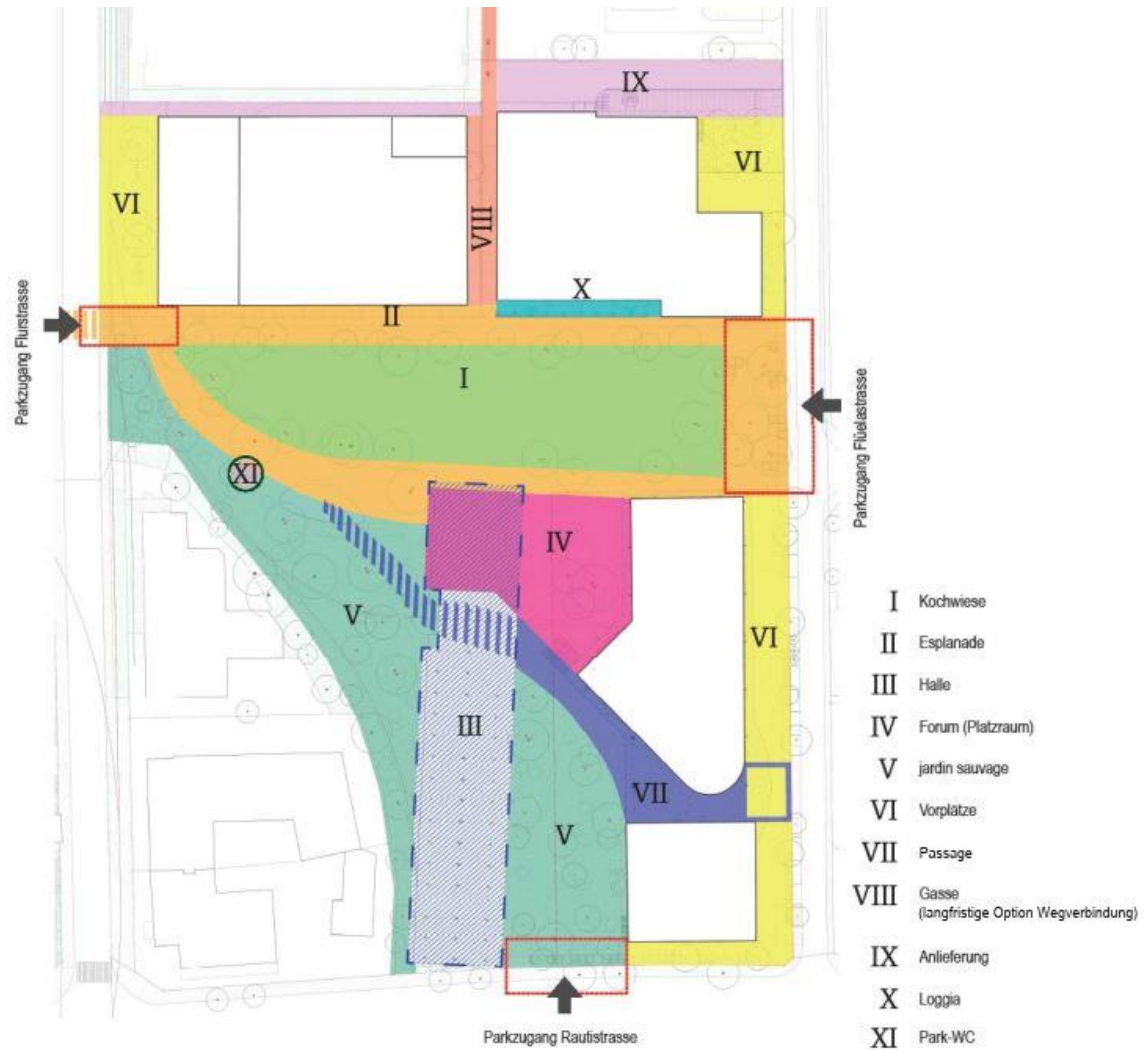 IX
VI
VI
VIII
X
II
Parkzugang Flurstrasse
I
Parkzugang Flüelastrasse
XI
IV
V
VI
III
VII
V
Parkzugang Rautistrasse
I Kochwiese
II Esplanade
III Halle
IV Forum (Platzraum)
V jardin sauvage
VI Vorplätze
VII Passage
VIII Gasse
(langfristige Option Wegverbindung)
IX Anlieferung
X Loggia
XI Park-WC